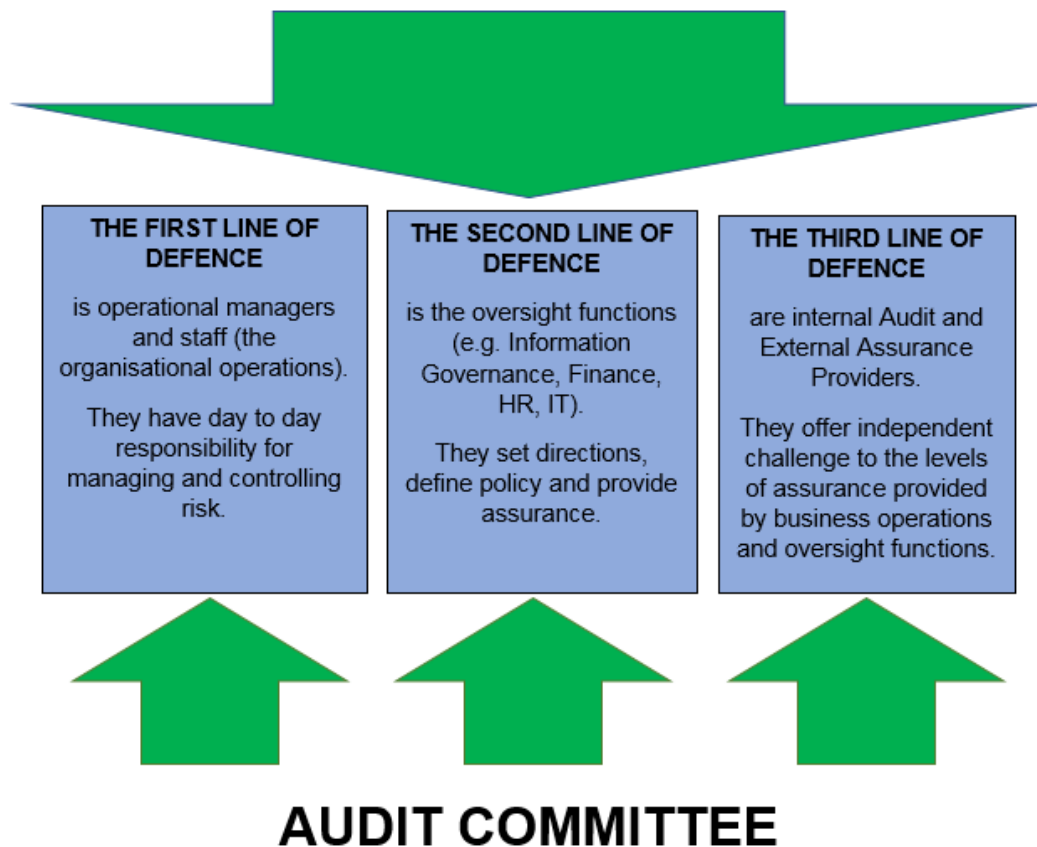 THE FIRST LINE OF
DEFENCE
is operational managers
and staff (the
organisational operations).
They have day to day
responsibility for
managing and controlling
risk.
THE SECOND LINE OF
DEFENCE
is the oversight functions
(e.g. Information
Governance, Finance,
HR, IT).
They set directions,
define policy and provide
assurance.
THE THIRD LINE OF
DEFENCE
are internal Audit and
External Assurance
Providers.
They offer independent
challenge to the levels
of assurance provided
by business operations
and oversight functions.
AUDIT COMMITTEE